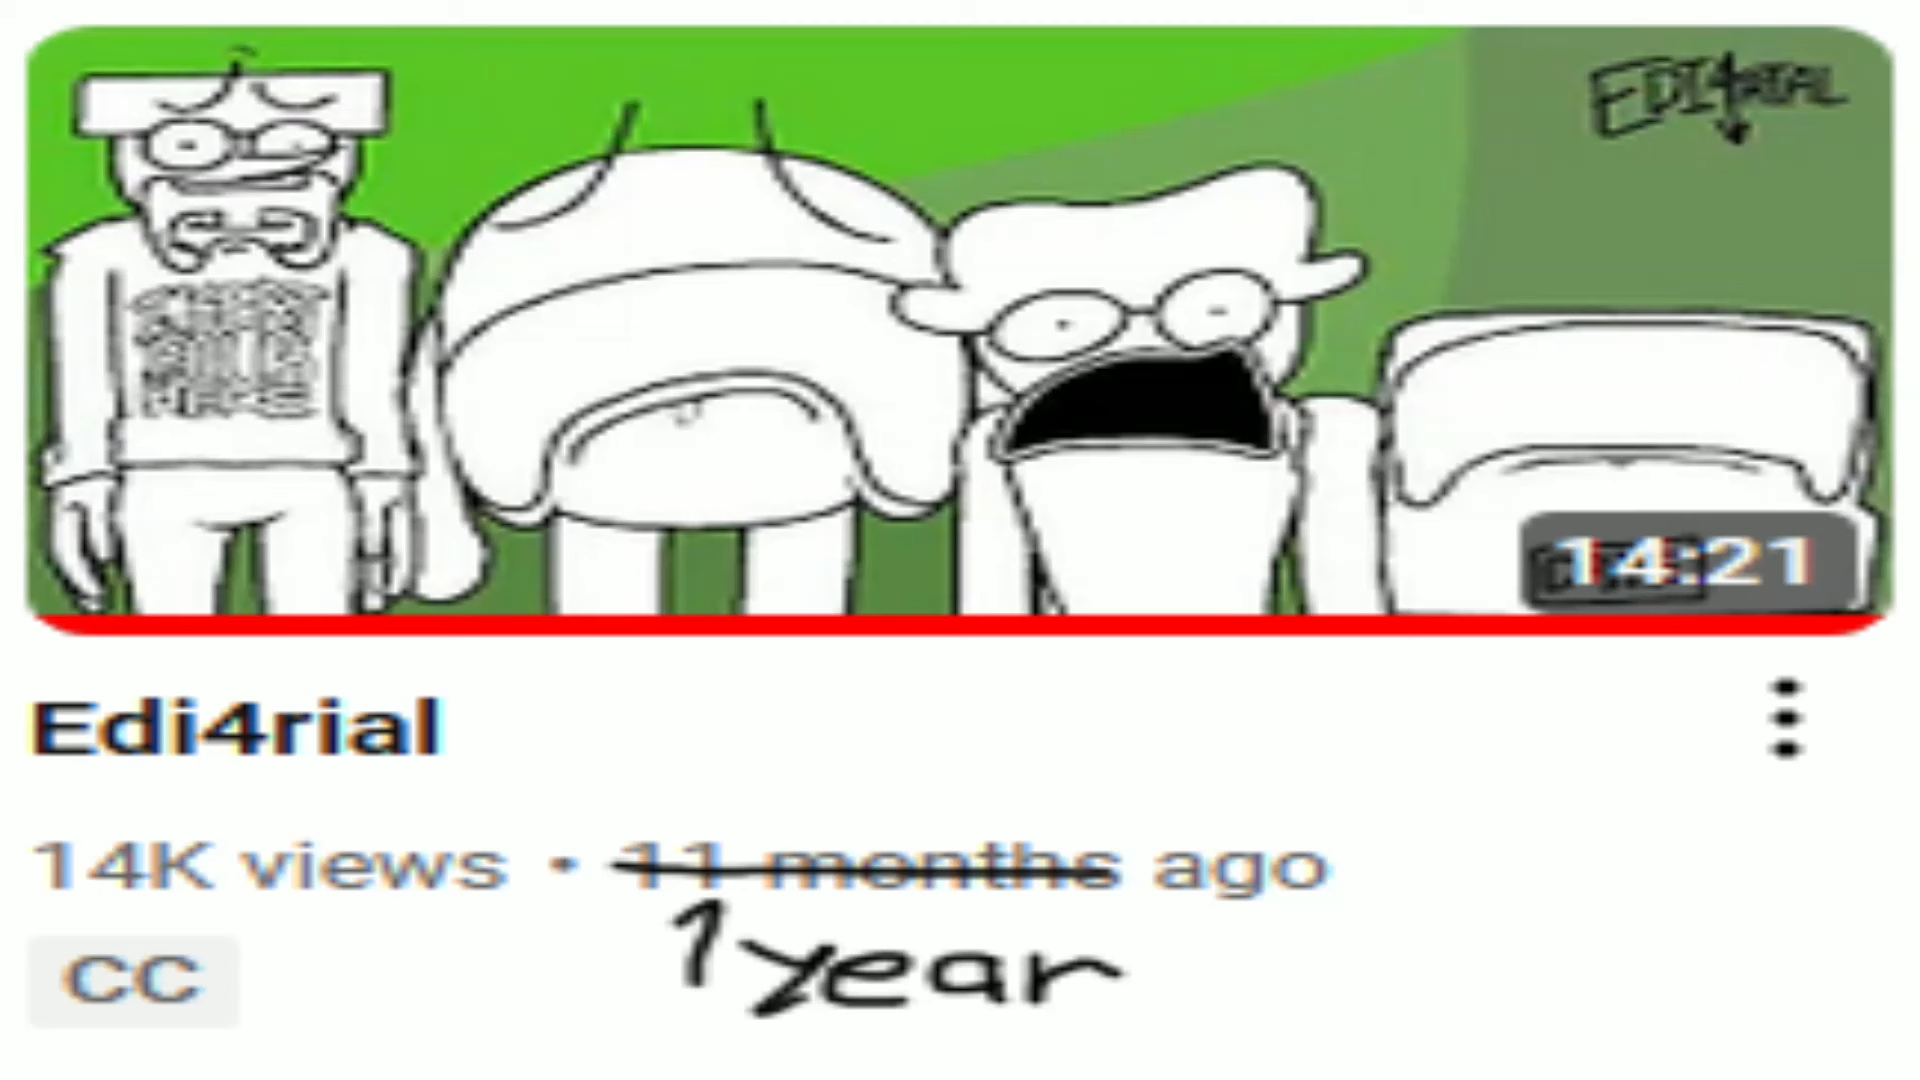 EDI4RIAL
14:21
Edi4rial
14K views • 11 months ago
1 year
CC